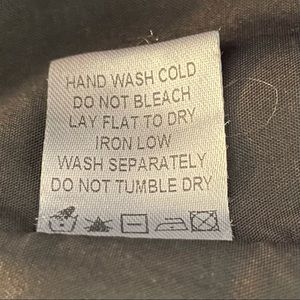 HAND WASH COLD
DO NOT BLEACH
LAY FLAT TO DRY
IRON LOW
WASH SEPARATELY
DO NOT TUMBLE DRY